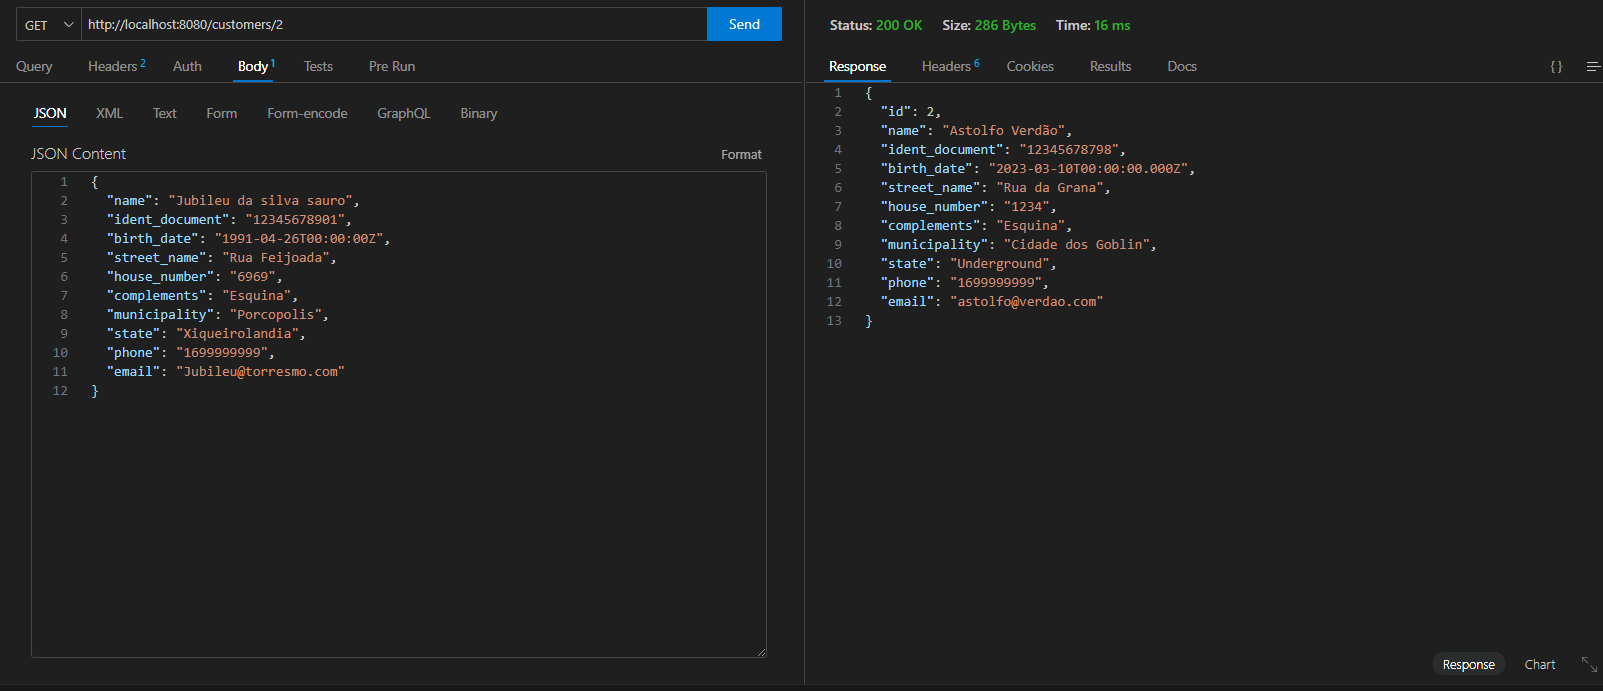 GET http://localhost:8080/customers/2 Send
Query Headers 2 Auth Body 1 Tests Pre Run
JSON XML Text Form Form-encode GraphQL Binary
JSON Content Format
1 {
2 "name": "Jubileu da silva sauro",
3 "ident_document": "12345678901",
4 "birth_date": "1991-04-26T00:00:00Z",
5 "street_name": "Rua Feijoada",
6 "house_number": "6969",
7 "complements": "Esquina",
8 "municipality": "Porcopolis",
9 "state": "Xiqueirolandia",
10 "phone": "1699999999",
11 "email": "Jubileu@torresmo.com"
12 }
Status: 200 OK Size: 286 Bytes Time: 16 ms
Response Headers 6 Cookies Results Docs { }
1 {
2 "id": 2,
3 "name": "Astolfo Verdão",
4 "ident_document": "12345678798",
5 "birth_date": "2023-03-10T00:00:00.000Z",
6 "street_name": "Rua da Grana",
7 "house_number": "1234",
8 "complements": "Esquina",
9 "municipality": "Cidade dos Goblin",
10 "state": "Underground",
11 "phone": "1699999999",
12 "email": "astolfo@verdao.com"
13 }
Response Chart